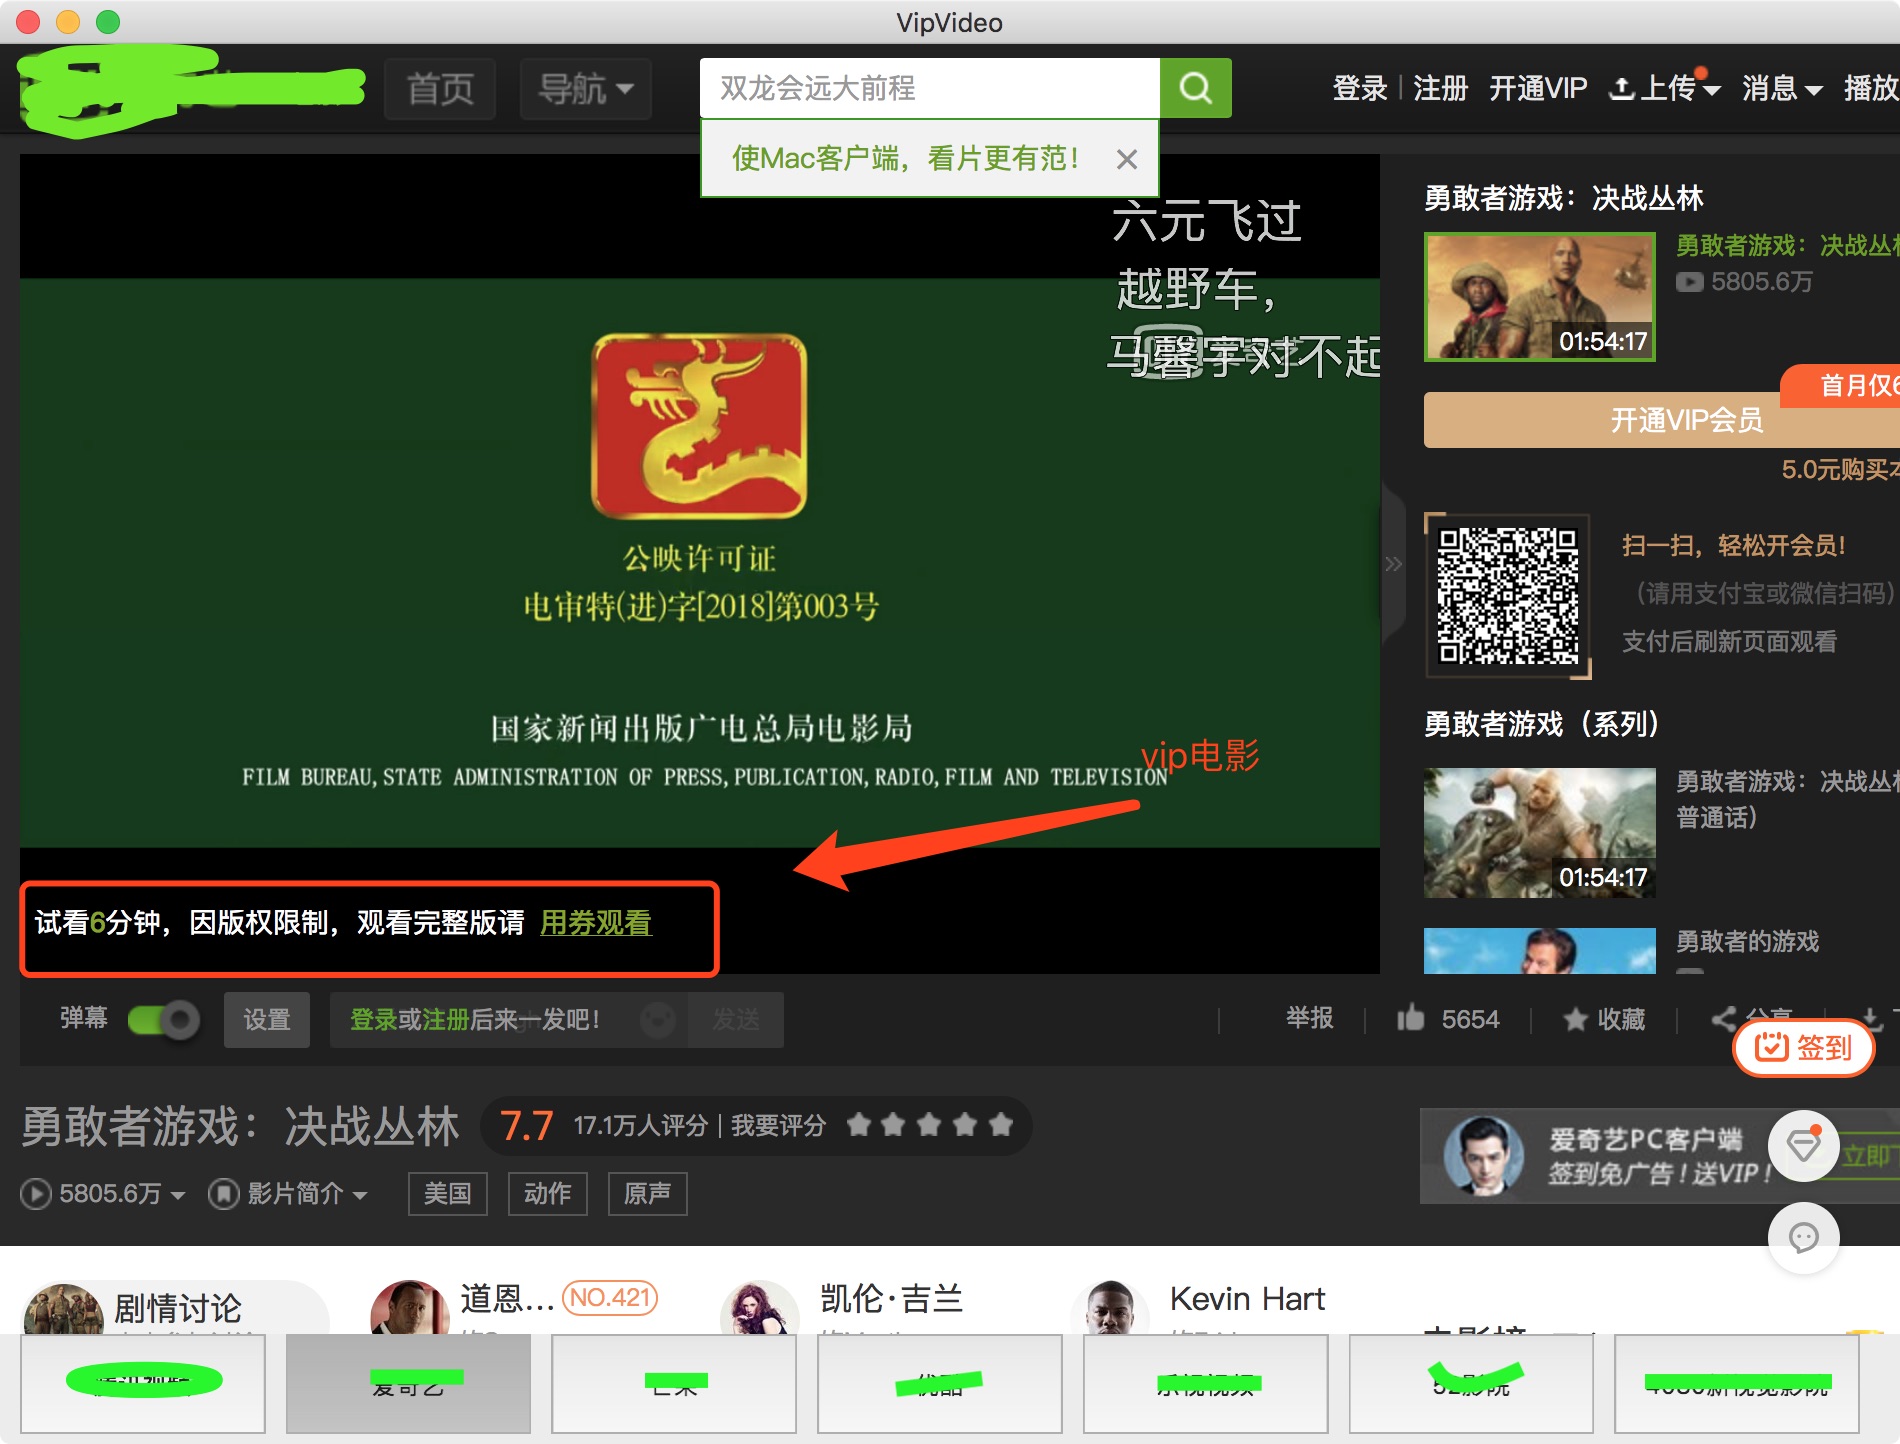 VipVideo
首页
导航
双龙会远大前程
登录 | 注册 开通VIP 上传 消息 播放
使Mac客户端，看片更有范！
六元飞过
越野车，
马馨宇对不起
公映许可证
电审特(进)字[2018]第003号
国家新闻出版广电总局电影局
FILM BUREAU,STATE ADMINISTRATION OF PRESS,PUBLICATION,RADIO,FILM AND TELEVISION
vip电影
试看6分钟，因版权限制，观看完整版请 用券观看
勇敢者游戏：决战丛林
勇敢者游戏：决战丛林
5805.6万
01:54:17
首月仅6
开通VIP会员
5.0元购买本
扫一扫，轻松开会员!
（请用支付宝或微信扫码）
支付后刷新页面观看
勇敢者游戏（系列）
勇敢者游戏：决战丛林
普通话）
01:54:17
勇敢者的游戏
弹幕
设置
登录或注册后来一发吧！
发送
举报
5654
收藏
分享
签到
勇敢者游戏：决战丛林
7.7 17.1万人评分 | 我要评分
5805.6万
影片简介
美国
动作
原声
爱奇艺PC客户端
签到免广告！送VIP！
立即
剧情讨论
道恩...
NO.421
凯伦·吉兰
Kevin Hart